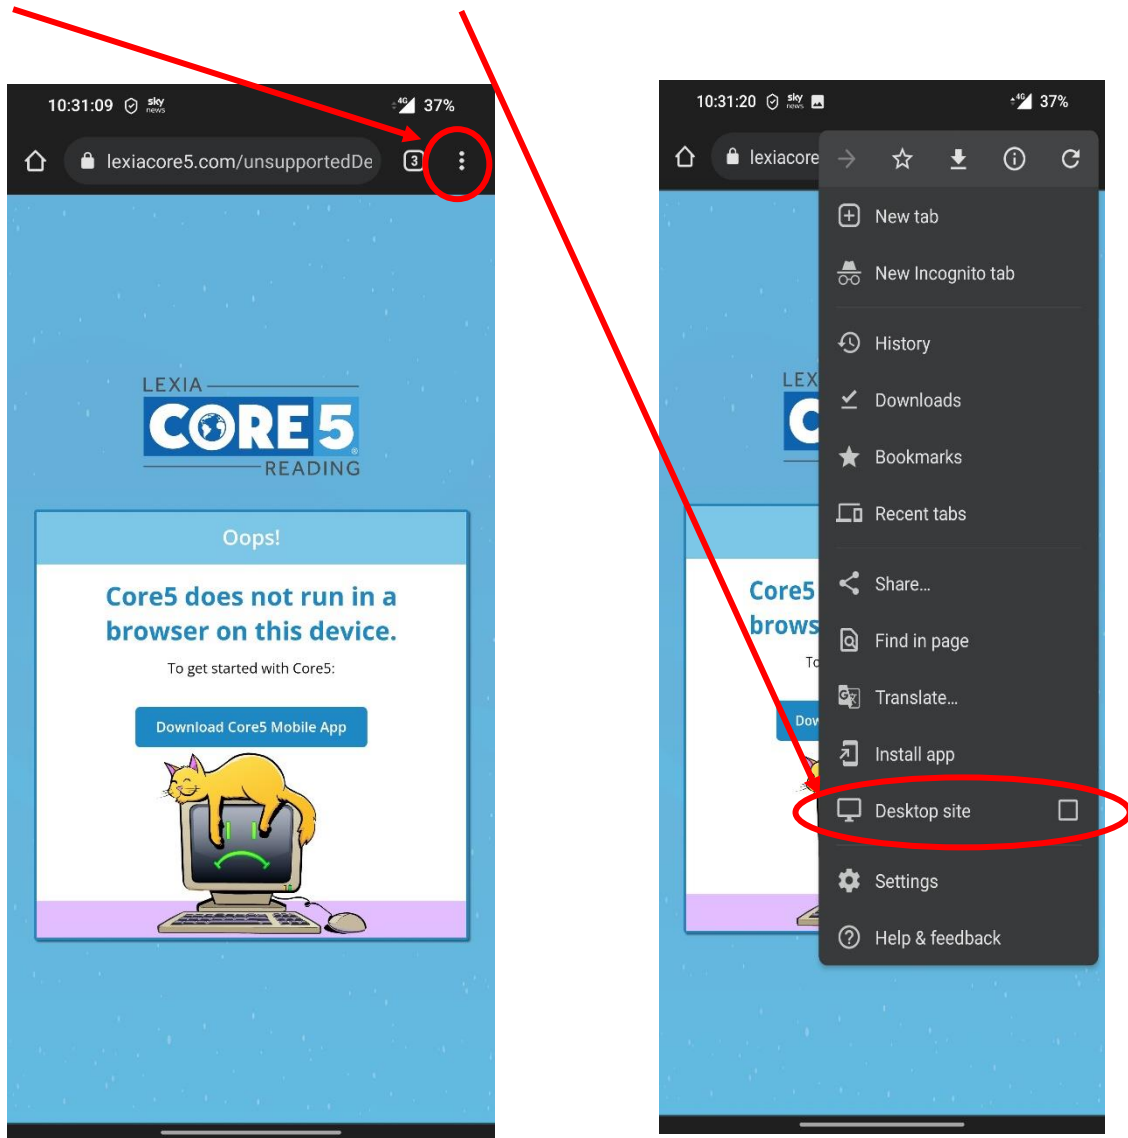 10:31:09 sky news 4G 37%
lexiacore5.com/unsupportedDe 3
LEXIA
CORE5
READING
Oops!
Core5 does not run in a
browser on this device.
To get started with Core5:
Download Core5 Mobile App
10:31:20 sky news 4G 37%
lexiacore
New tab
New Incognito tab
History
LEX
C
Downloads
Bookmarks
Recent tabs
Core5
Share...
brows
Find in page
To
Translate...
Dow
Install app
Desktop site
Settings
Help & feedback